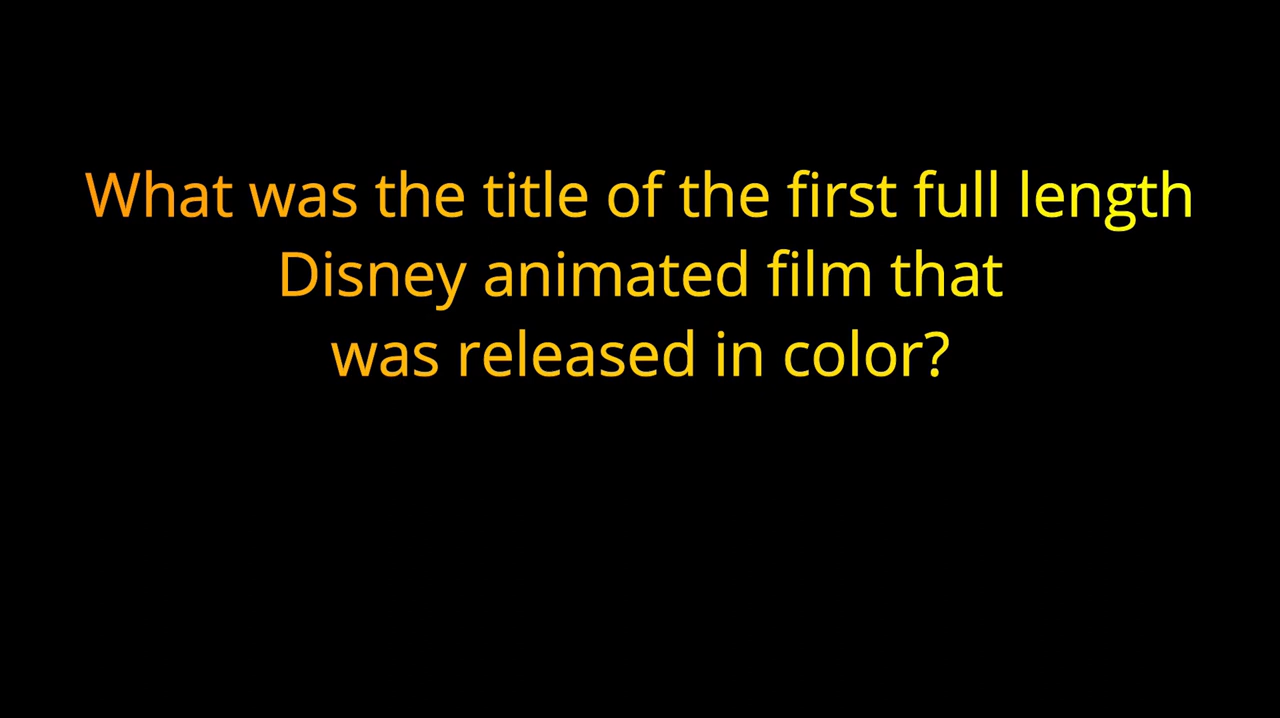 What was the title of the first full length
Disney animated film that
was released in color?